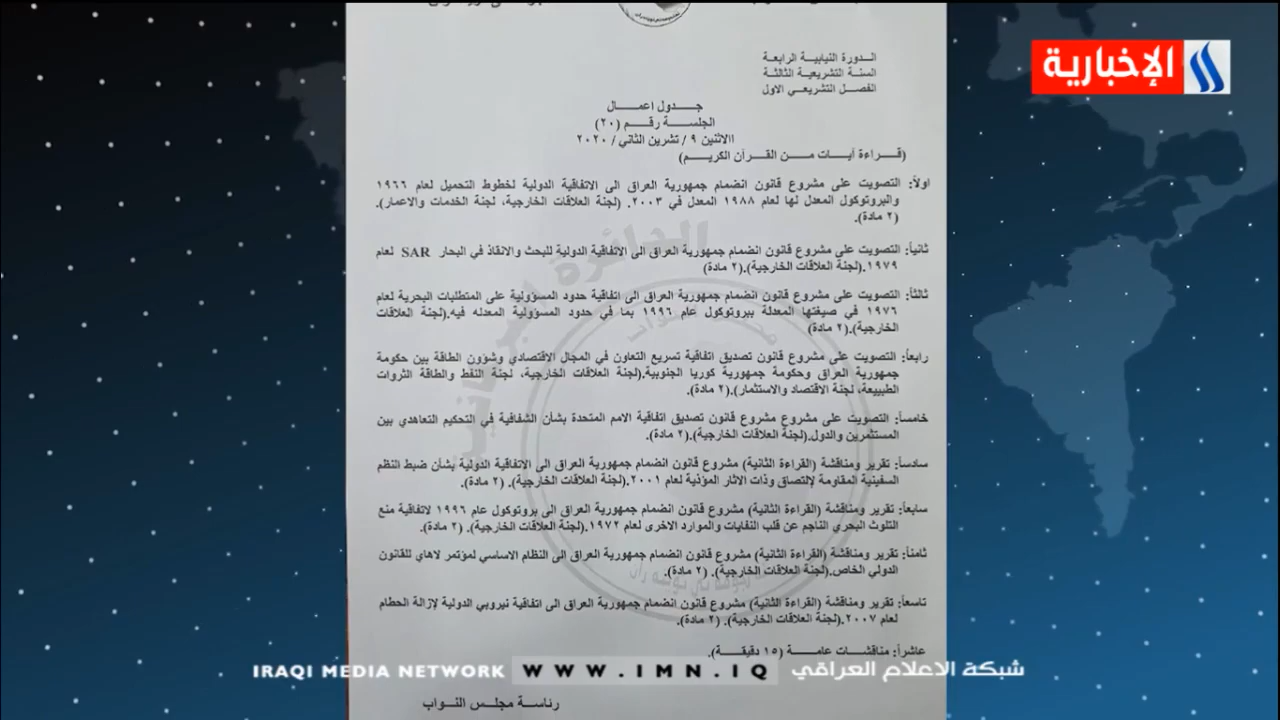 الإخبارية
الدورة النيابية الرابعة
السنة التشريعية الثالثة
الفصل التشريعي الاول
جدول اعمال
الجلسة رقم (٢٠)
الاثنين ٩/ تشرين الثاني / ٢٠٢٠
(قراءة آيات من القرآن الكريم)
اولاً: التصويت على مشروع قانون انضمام جمهورية العراق الى الاتفاقية الدولية لخطوط التحميل لعام ١٩٦٦
والبروتوكول المعدل لها لعام ١٩٨٨ المعدل في ٢٠٠٣. (لجنة العلاقات الخارجية، لجنة الخدمات والاعمار).
(٢ مادة).
ثانياً: التصويت على مشروع قانون انضمام جمهورية العراق الى الاتفاقية الدولية للبحث والانقاذ في البحار SAR لعام
١٩٧٩.(لجنة العلاقات الخارجية).(٢ مادة)
ثالثاً: التصويت على مشروع قانون انضمام جمهورية العراق الى اتفاقية حدود المسؤولية على المتطلبات البحرية لعام
١٩٧٦ في صيغتها المعدلة ببروتوكول عام ١٩٩٦ بما في حدود المسؤولية المعدله فيه.(لجنة العلاقات
الخارجية).(٢ مادة)
رابعاً: التصويت على مشروع قانون تصديق اتفاقية تسريع التعاون في المجال الاقتصادي وشؤون الطاقة بين حكومة
جمهورية العراق وحكومة جمهورية كوريا الجنوبية.(لجنة العلاقات الخارجية، لجنة النفط والطاقة الثروات
الطبيعة، لجنة الاقتصاد والاستثمار).(٢ مادة).
خامساً: التصويت على مشروع مشروع قانون تصديق اتفاقية الامم المتحدة بشأن الشفافية في التحكيم التعاهدي بين
المستثمرين والدول.(لجنة العلاقات الخارجية).(٢ مادة).
سادساً: تقرير ومناقشة (القراءة الثانية) مشروع قانون انضمام جمهورية العراق الى الاتفاقية الدولية بشأن ضبط النظم
السفينية المقاومة لإلتصاق وذات الاثار المؤذية لعام ٢٠٠١.(لجنة العلاقات الخارجية). (٢ مادة).
سابعاً: تقرير ومناقشة (القراءة الثانية) مشروع قانون انضمام جمهورية العراق الى بروتوكول عام ١٩٩٦ لاتفاقية منع
التلوث البحري الناجم عن قلب النفايات والموارد الاخرى لعام ١٩٧٢.(لجنة العلاقات الخارجية). (٢ مادة).
ثامناً: تقرير ومناقشة (القراءة الثانية) مشروع قانون انضمام جمهورية العراق الى النظام الاساسي لمؤتمر لاهاي للقانون
الدولي الخاص.(لجنة العلاقات الخارجية). (٢ مادة).
تاسعاً: تقرير ومناقشة (القراءة الثانية) مشروع قانون انضمام جمهورية العراق الى اتفاقية نيروبي الدولية لإزالة الحطام
لعام ٢٠٠٧.(لجنة العلاقات الخارجية). (٢ مادة).
عاشراً: مناقشات عامة (١٥ دقيقة).
IRAQI MEDIA NETWORK WWW.IMN.IQ شبكة الاعلام العراقي
رئاسة مجلس النواب